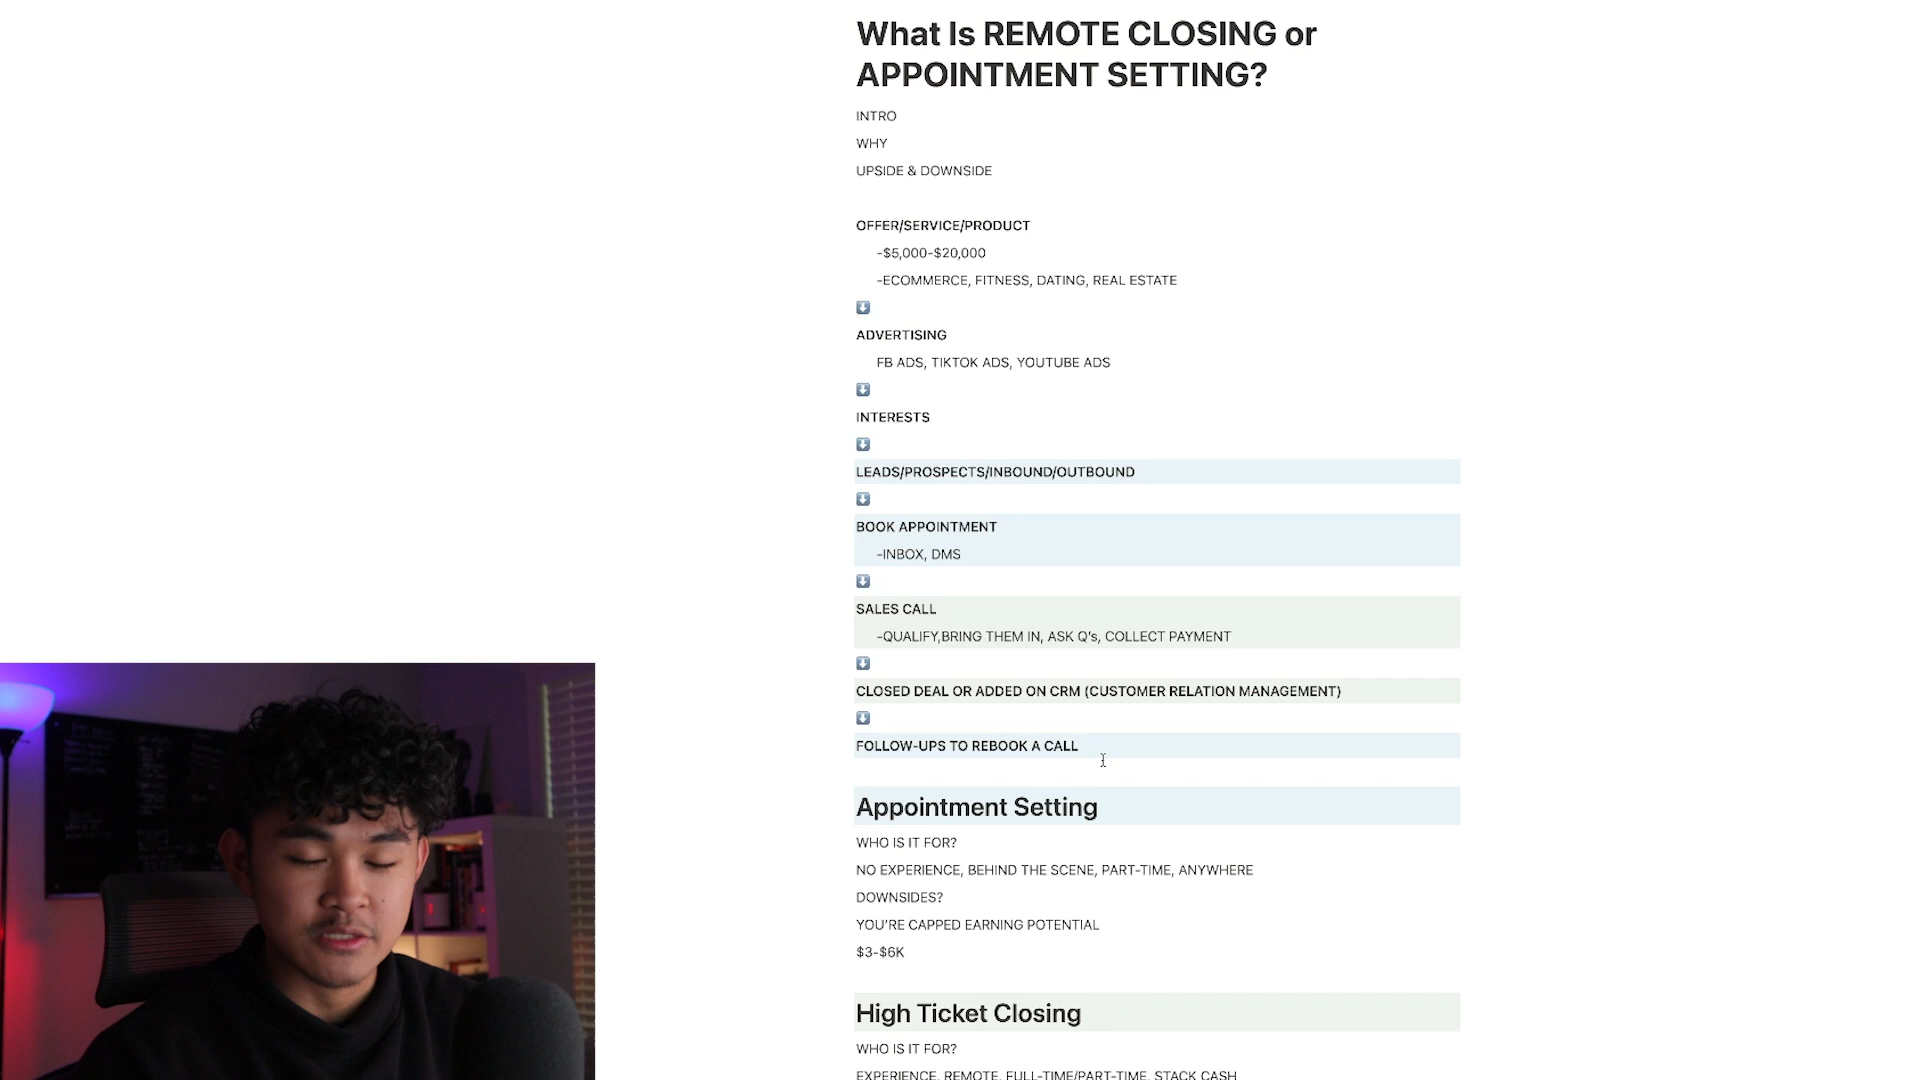 What Is REMOTE CLOSING or
APPOINTMENT SETTING?
INTRO
WHY
UPSIDE & DOWNSIDE
OFFER/SERVICE/PRODUCT
-$5,000-$20,000
-ECOMMERCE, FITNESS, DATING, REAL ESTATE
ADVERTISING
FB ADS, TIKTOK ADS, YOUTUBE ADS
INTERESTS
LEADS/PROSPECTS/INBOUND/OUTBOUND
BOOK APPOINTMENT
-INBOX, DMS
SALES CALL
-QUALIFY,BRING THEM IN, ASK Q's, COLLECT PAYMENT
CLOSED DEAL OR ADDED ON CRM (CUSTOMER RELATION MANAGEMENT)
FOLLOW-UPS TO REBOOK A CALL
Appointment Setting
WHO IS IT FOR?
NO EXPERIENCE, BEHIND THE SCENE, PART-TIME, ANYWHERE
DOWNSIDES?
YOU'RE CAPPED EARNING POTENTIAL
$3-$6K
High Ticket Closing
WHO IS IT FOR?
EXPERIENCE, REMOTE, FULL-TIME/PART-TIME, STACK CASH